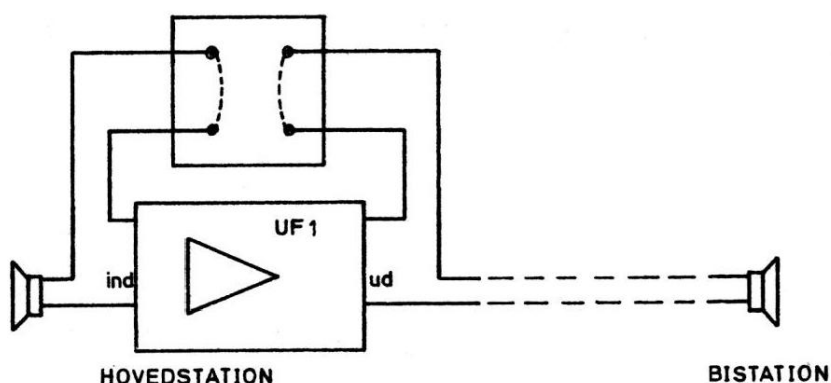 UF1
ind
ud
HOVEDSTATION
BISTATION